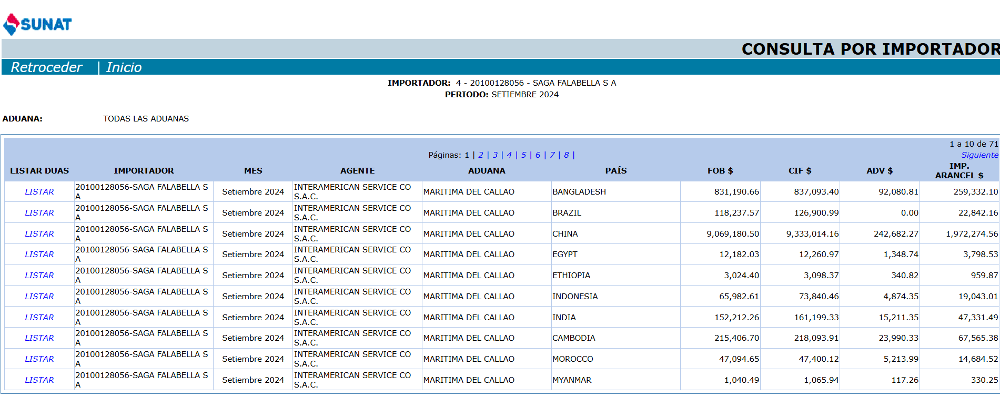 SUNAT
CONSULTA POR IMPORTADOR
Retroceder | Inicio
IMPORTADOR: 4 - 20100128056 - SAGA FALABELLA S A
PERIODO: SETIEMBRE 2024
ADUANA: TODAS LAS ADUANAS
1 a 10 de 71
Páginas: 1 | 2 | 3 | 4 | 5 | 6 | 7 | 8 | Siguiente
LISTAR DUAS IMPORTADOR MES AGENTE ADUANA PAÍS FOB $ CIF $ ADV $ IMP. ARANCEL $
LISTAR 20100128056-SAGA FALABELLA S A Setiembre 2024 INTERAMERICAN SERVICE CO S.A.C. MARITIMA DEL CALLAO BANGLADESH 831,190.66 837,093.40 92,080.81 259,332.10
LISTAR 20100128056-SAGA FALABELLA S A Setiembre 2024 INTERAMERICAN SERVICE CO S.A.C. MARITIMA DEL CALLAO BRAZIL 118,237.57 126,900.99 0.00 22,842.16
LISTAR 20100128056-SAGA FALABELLA S A Setiembre 2024 INTERAMERICAN SERVICE CO S.A.C. MARITIMA DEL CALLAO CHINA 9,069,180.50 9,333,014.16 242,682.27 1,972,274.56
LISTAR 20100128056-SAGA FALABELLA S A Setiembre 2024 INTERAMERICAN SERVICE CO S.A.C. MARITIMA DEL CALLAO EGYPT 12,182.03 12,260.97 1,348.74 3,798.53
LISTAR 20100128056-SAGA FALABELLA S A Setiembre 2024 INTERAMERICAN SERVICE CO S.A.C. MARITIMA DEL CALLAO ETHIOPIA 3,024.40 3,098.37 340.82 959.87
LISTAR 20100128056-SAGA FALABELLA S A Setiembre 2024 INTERAMERICAN SERVICE CO S.A.C. MARITIMA DEL CALLAO INDONESIA 65,982.61 73,840.46 4,874.35 19,043.01
LISTAR 20100128056-SAGA FALABELLA S A Setiembre 2024 INTERAMERICAN SERVICE CO S.A.C. MARITIMA DEL CALLAO INDIA 152,212.26 161,199.33 15,211.35 47,331.49
LISTAR 20100128056-SAGA FALABELLA S A Setiembre 2024 INTERAMERICAN SERVICE CO S.A.C. MARITIMA DEL CALLAO CAMBODIA 215,406.70 218,093.91 23,990.33 67,565.38
LISTAR 20100128056-SAGA FALABELLA S A Setiembre 2024 INTERAMERICAN SERVICE CO S.A.C. MARITIMA DEL CALLAO MOROCCO 47,094.65 47,400.12 5,213.99 14,684.52
LISTAR 20100128056-SAGA FALABELLA S A Setiembre 2024 INTERAMERICAN SERVICE CO S.A.C. MARITIMA DEL CALLAO MYANMAR 1,040.49 1,065.94 117.26 330.25